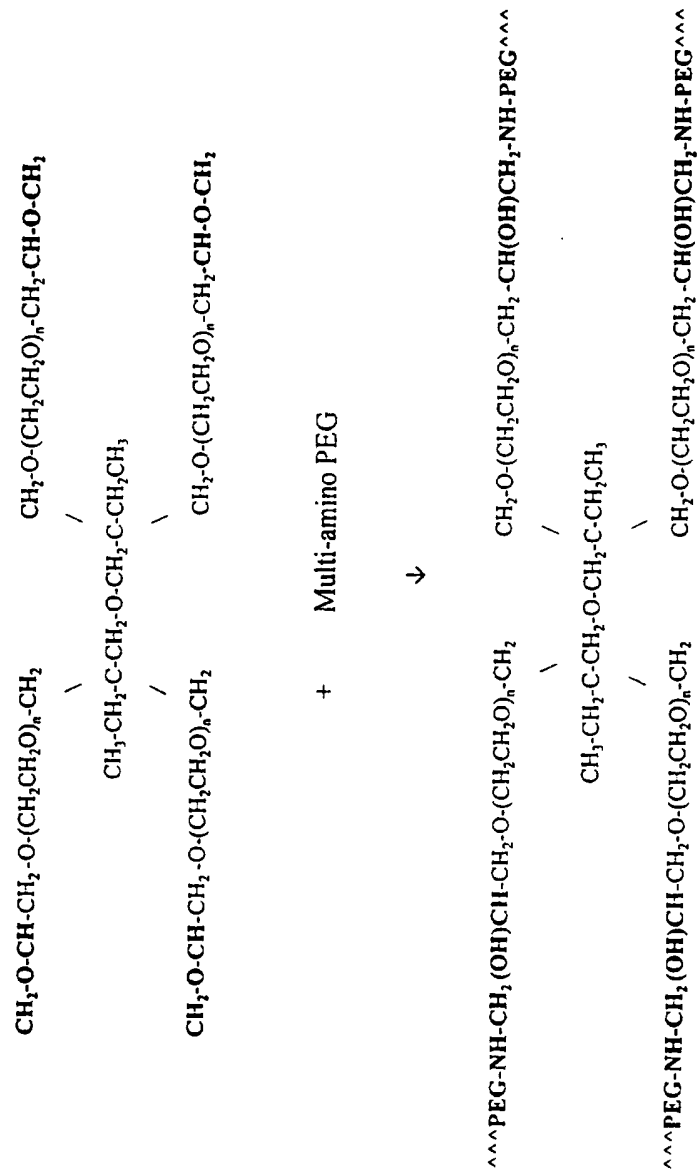 CH₂-O-CH-CH₂-O-(CH₂CH₂O)ₙ-CH₂ CH₂-O-(CH₂CH₂O)ₙ-CH₂-CH-O-CH₂
\ /
CH₃-CH₂-C-CH₂-O-CH₂-C-CH₂CH₃
/ \
CH₂-O-CH-CH₂-O-(CH₂CH₂O)ₙ-CH₂ CH₂-O-(CH₂CH₂O)ₙ-CH₂-CH-O-CH₂
+ Multi-amino PEG
↓
^^^PEG-NH-CH₂(OH)CH-CH₂-O-(CH₂CH₂O)ₙ-CH₂ CH₂-O-(CH₂CH₂O)ₙ-CH₂-CH(OH)CH₂-NH-PEG^^^
\ /
CH₃-CH₂-C-CH₂-O-CH₂-C-CH₂CH₃
/ \
^^^PEG-NH-CH₂(OH)CH-CH₂-O-(CH₂CH₂O)ₙ-CH₂ CH₂-O-(CH₂CH₂O)ₙ-CH₂-CH(OH)CH₂-NH-PEG^^^